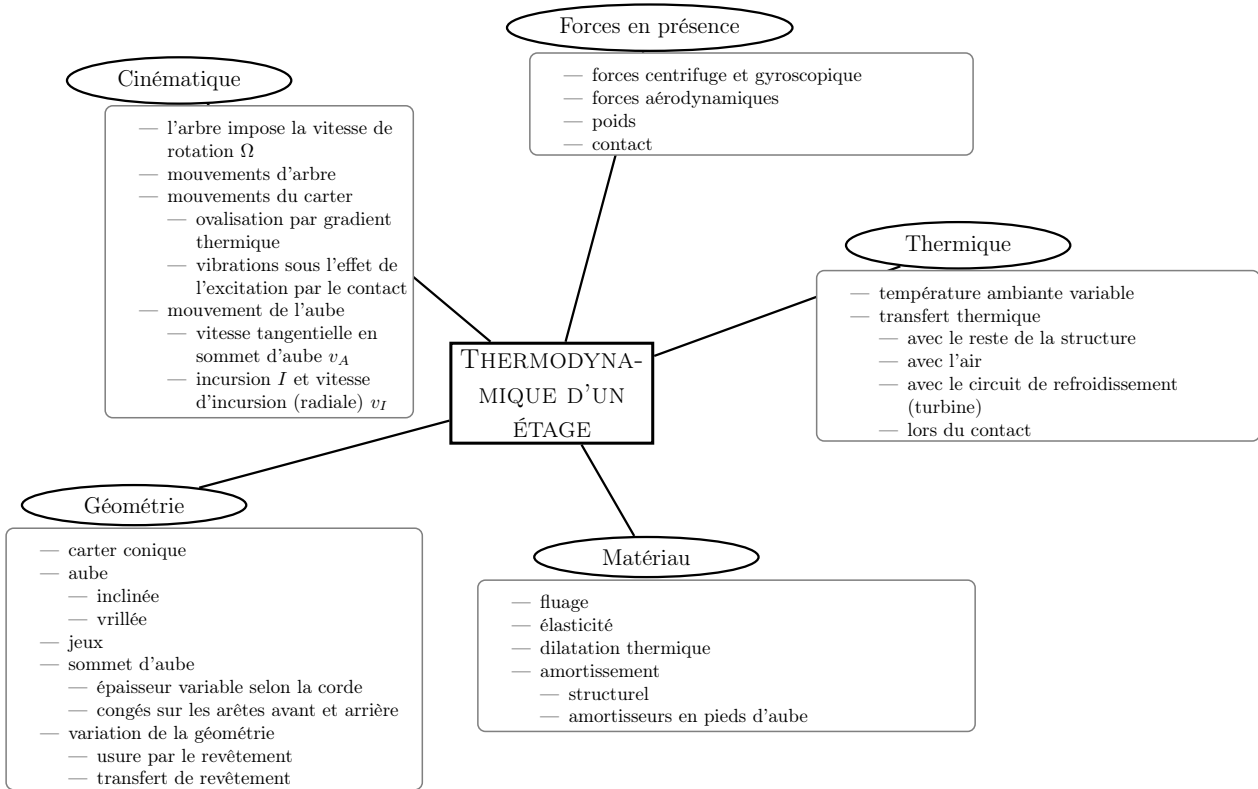 Forces en présence
— forces centrifuge et gyroscopique
— forces aérodynamiques
— poids
— contact
Cinématique
— l'arbre impose la vitesse de
rotation Ω
— mouvements d'arbre
— mouvements du carter
— ovalisation par gradient
thermique
— vibrations sous l'effet de
l'excitation par le contact
— mouvement de l'aube
— vitesse tangentielle en
sommet d'aube v_A
— incursion I et vitesse
d'incursion (radiale) v_I
Thermique
— température ambiante variable
— transfert thermique
— avec le reste de la structure
— avec l'air
— avec le circuit de refroidissement
(turbine)
— lors du contact
THERMODYNA-
MIQUE D'UN
ÉTAGE
Géométrie
— carter conique
— aube
— inclinée
— vrillée
— jeux
— sommet d'aube
— épaisseur variable selon la corde
— congés sur les arêtes avant et arrière
— variation de la géométrie
— usure par le revêtement
— transfert de revêtement
Matériau
— fluage
— élasticité
— dilatation thermique
— amortissement
— structurel
— amortisseurs en pieds d'aube